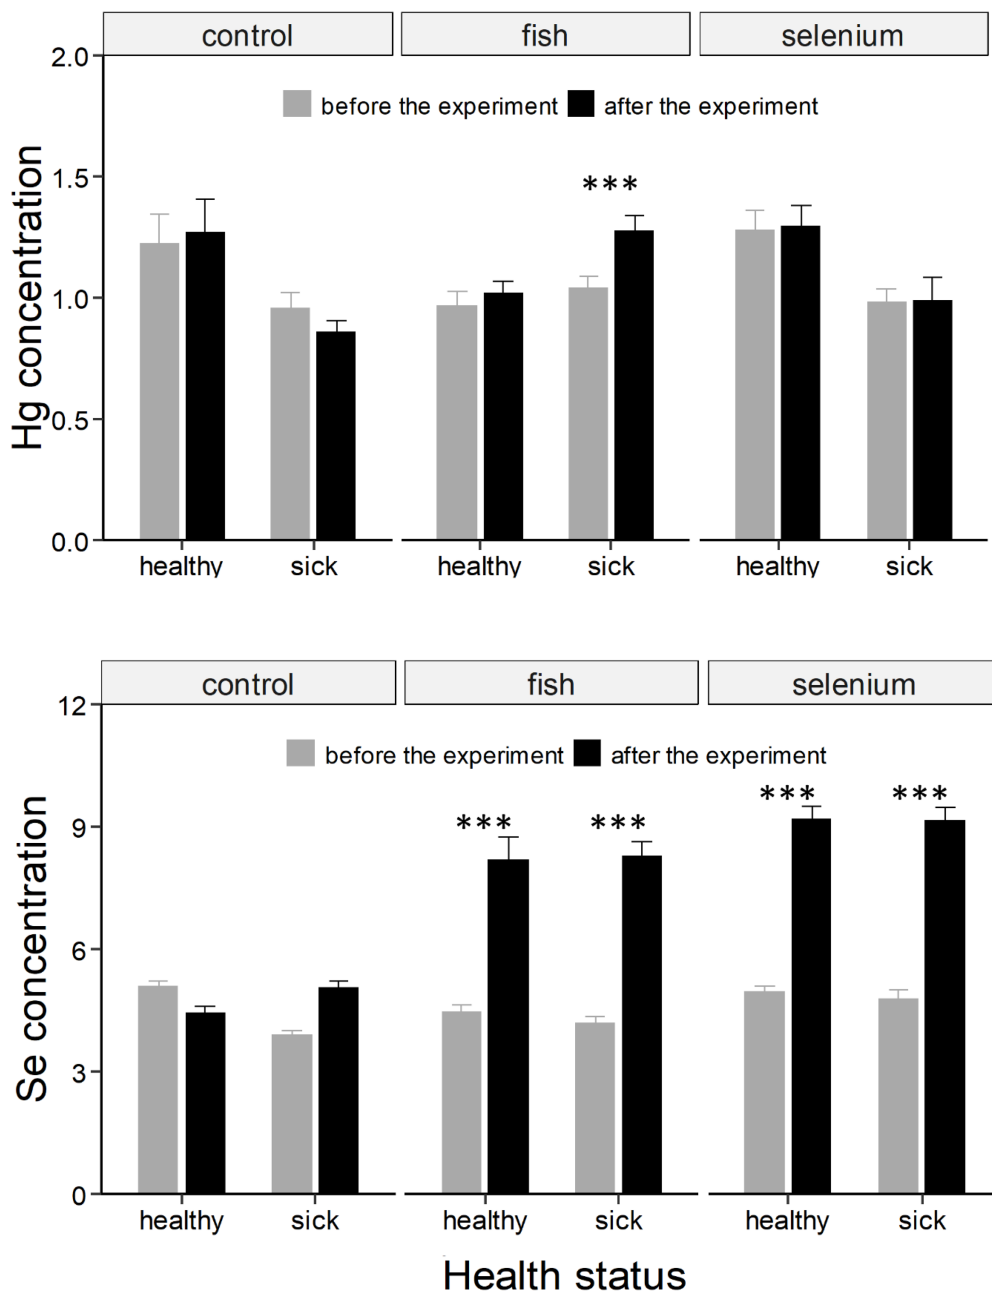 control fish selenium
2.0
before the experiment after the experiment
***
1.5
1.0
0.5
0.0
Hg concentration
healthy sick healthy sick healthy sick
control fish selenium
12
before the experiment after the experiment
*** ***
*** ***
9
6
3
0
Se concentration
healthy sick healthy sick healthy sick
Health status